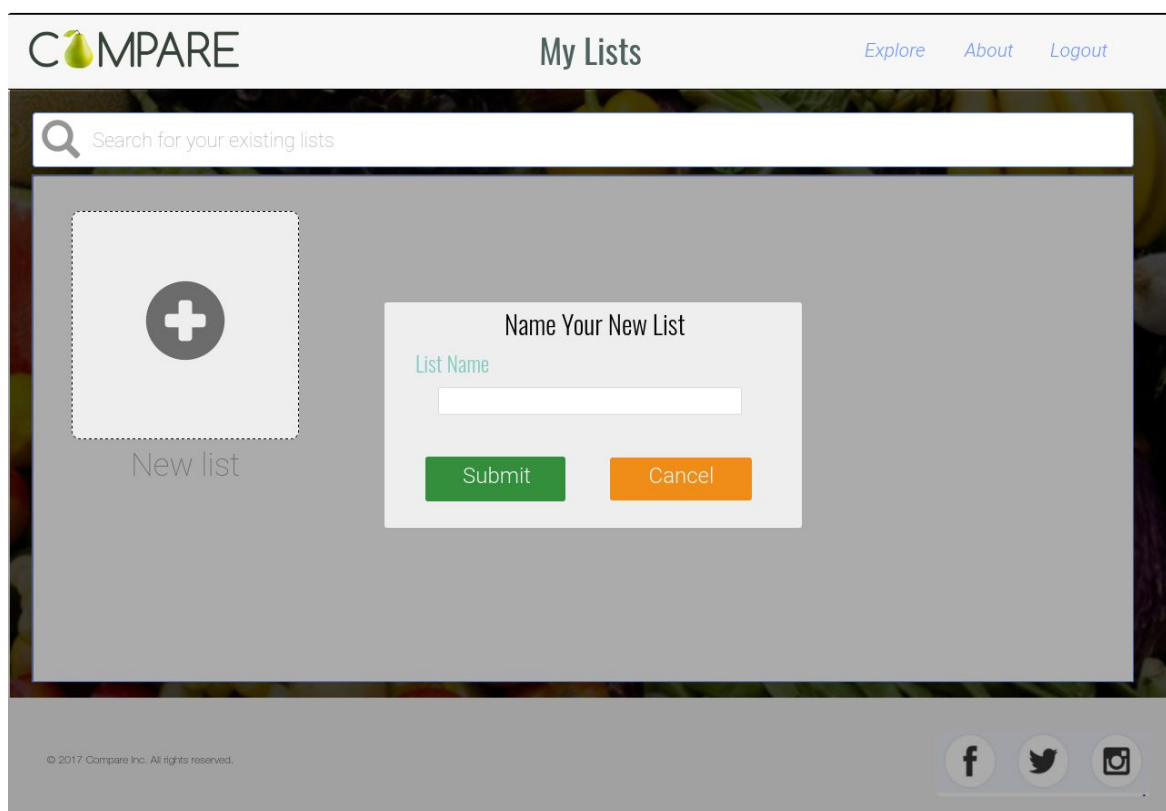 COMPARE
My Lists
Explore About Logout
Search for your existing lists
Name Your New List
List Name
New list
Submit Cancel
© 2017 Compare Inc. All rights reserved.